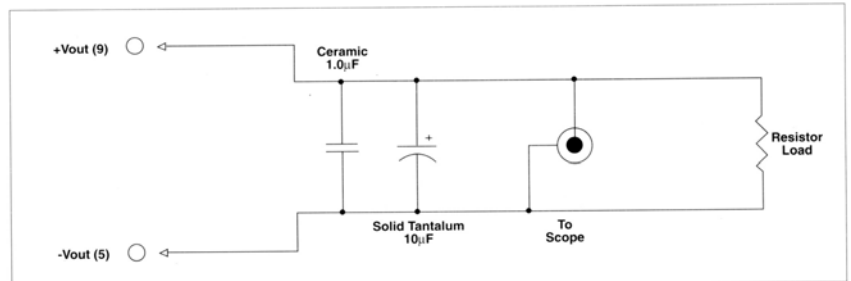 +Vout (9)
Ceramic
1.0µF
+
Resistor
Load
Solid Tantalum
10µF
To
Scope
-Vout (5)